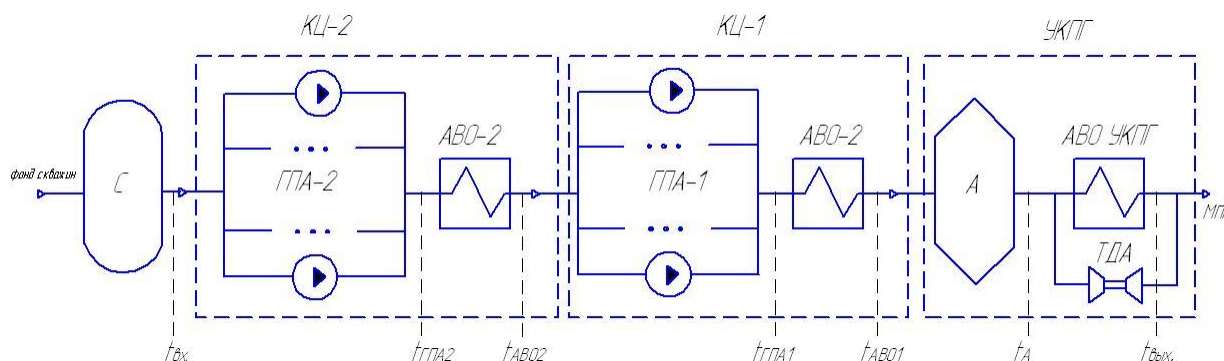 КЦ-2
КЦ-1
УКПГ
АВО-2
АВО-2
АВО УКПГ
фонд скважин
С
ГПА-2
ГПА-1
А
ТДА
tвх.
tГПА2
tАВО2
tГПА1
tАВО1
tА
tвых.